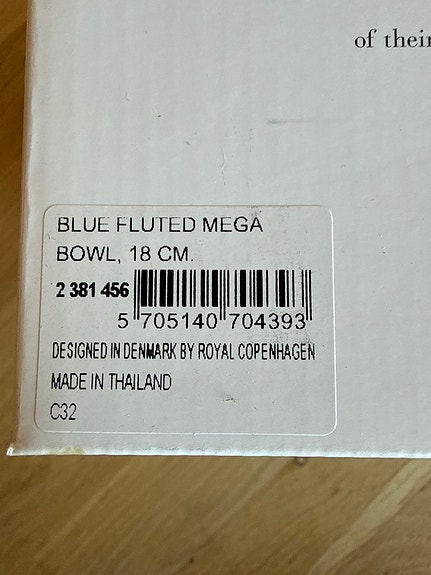 of their
BLUE FLUTED MEGA
BOWL, 18 CM.
2 381 456
5 705140 704393
DESIGNED IN DENMARK BY ROYAL COPENHAGEN
MADE IN THAILAND
C32